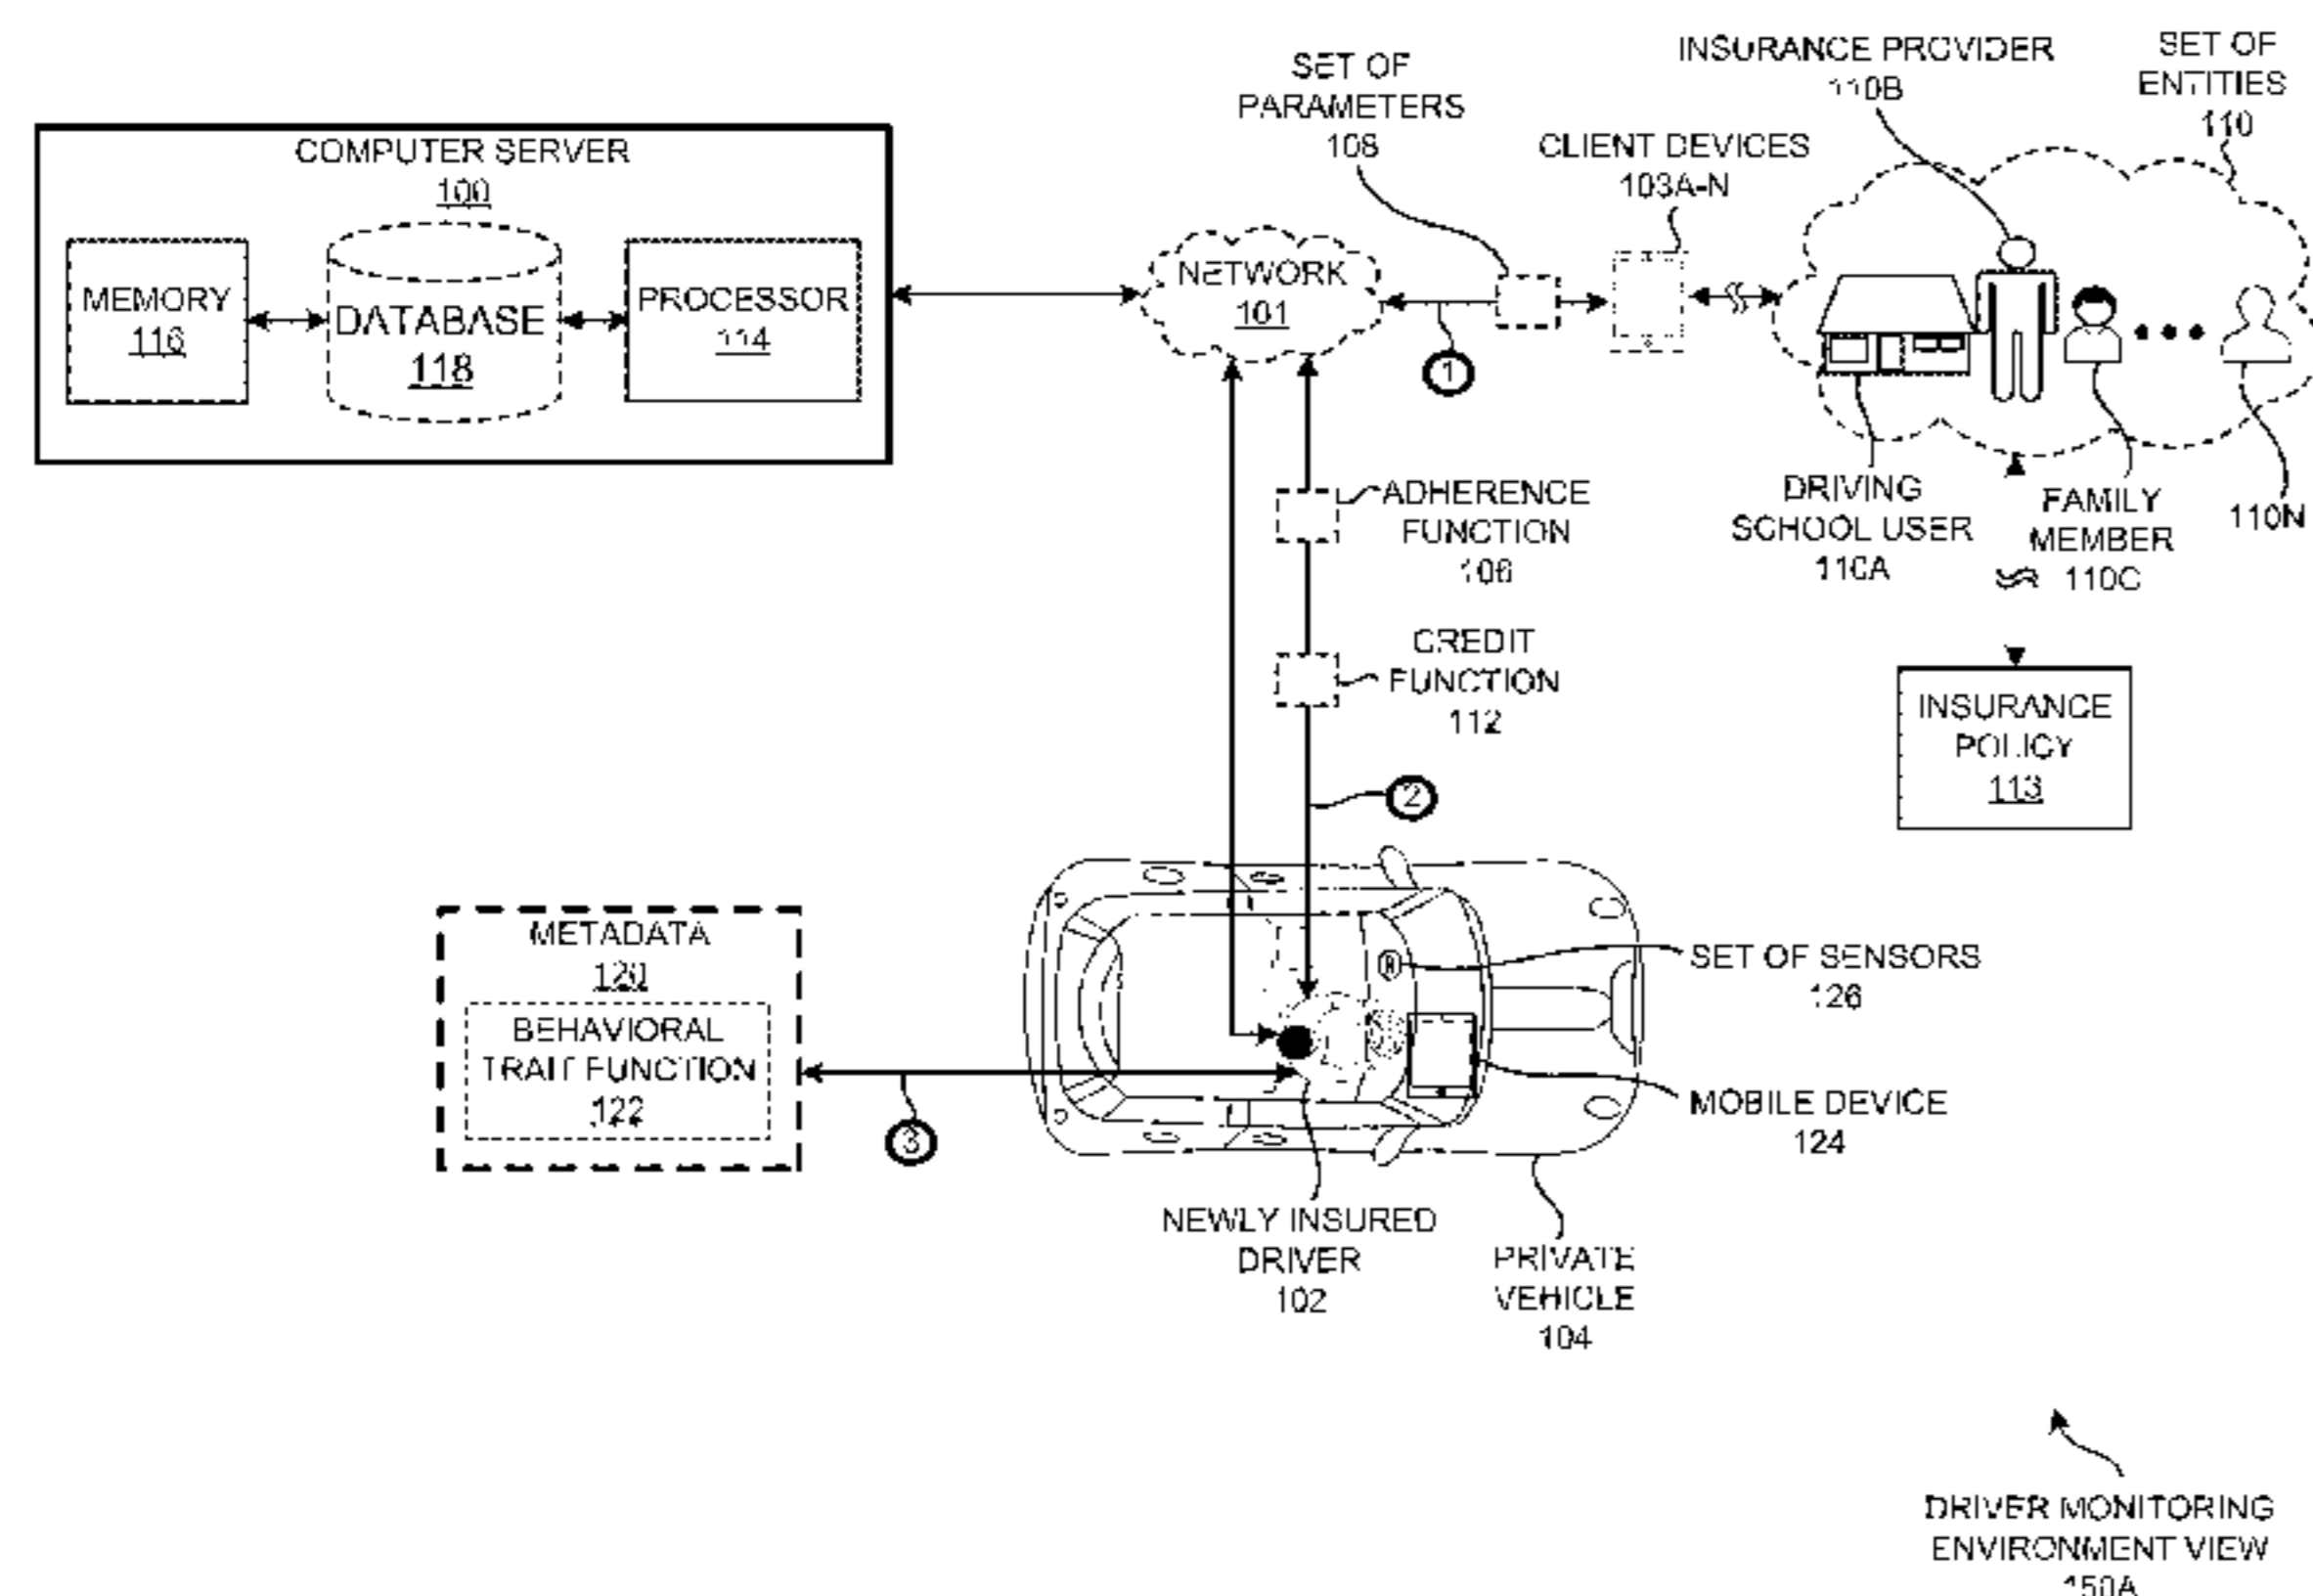 COMPUTER SERVER
100
MEMORY
116
DATABASE
118
PROCESSOR
114
NETWORK
101
SET OF
PARAMETERS
108
CLIENT DEVICES
103A-N
INSURANCE PROVIDER
110B
SET OF
ENTITIES
110
1
DRIVING
SCHOOL USER
110A
FAMILY
MEMBER
110C
110N
ADHERENCE
FUNCTION
106
CREDIT
FUNCTION
112
2
INSURANCE
POLICY
113
METADATA
120
BEHAVIORAL
TRAIT FUNCTION
122
3
SET OF SENSORS
126
MOBILE DEVICE
124
NEWLY INSURED
DRIVER
102
PRIVATE
VEHICLE
104
DRIVER MONITORING
ENVIRONMENT VIEW
150A